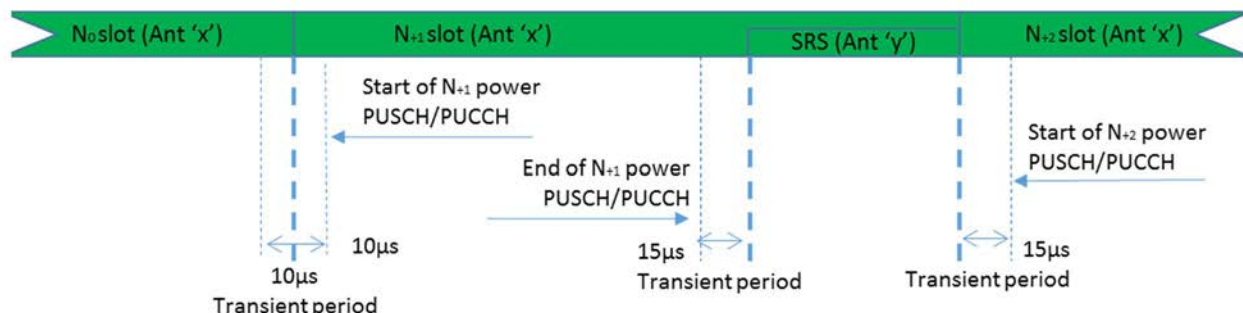 N0 slot (Ant ‘x’)
N+1 slot (Ant ‘x’)
SRS (Ant ‘y’)
N+2 slot (Ant ‘x’)
Start of N+1 power
PUSCH/PUCCH
Start of N+2 power
PUSCH/PUCCH
End of N+1 power
PUSCH/PUCCH
10µs
10µs
Transient period
15µs
Transient period
15µs
Transient period